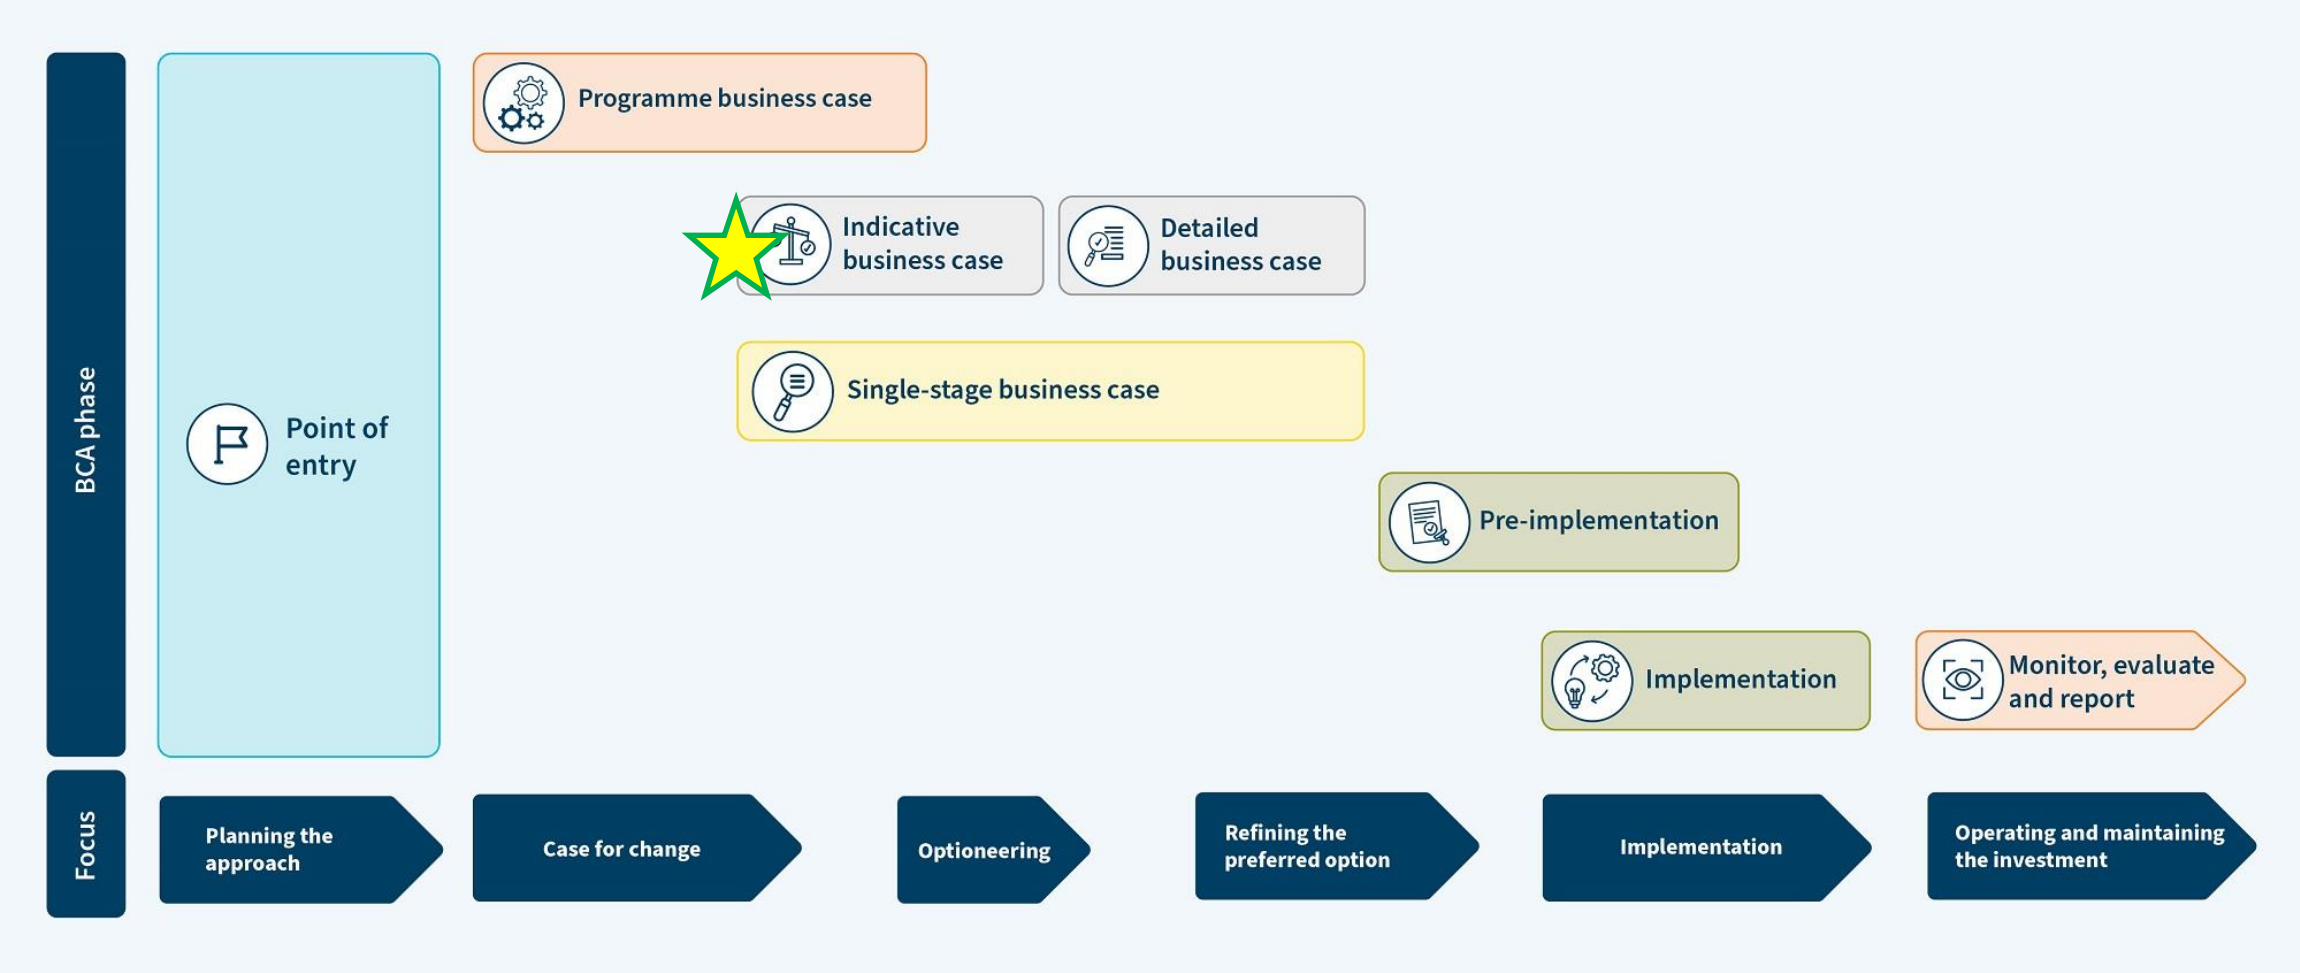 BCA phase
Point of
entry
Programme business case
Indicative
business case
Detailed
business case
Single-stage business case
Pre-implementation
Implementation
Monitor, evaluate
and report
Focus
Planning the
approach
Case for change
Optioneering
Refining the
preferred option
Implementation
Operating and maintaining
the investment